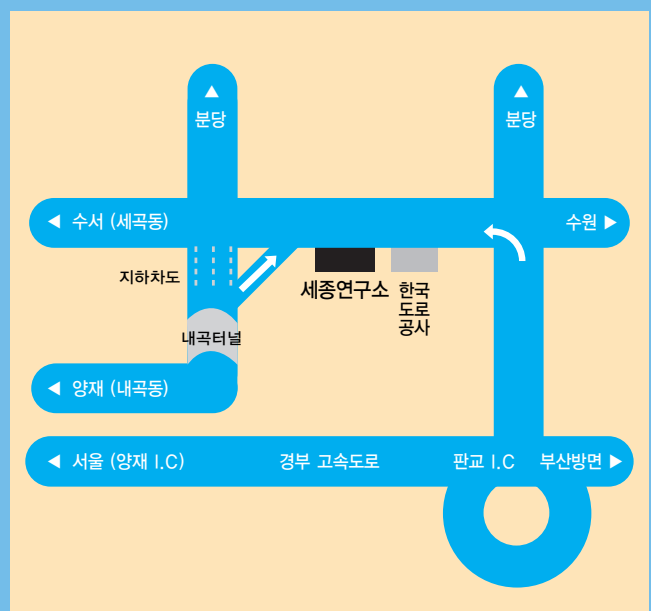 분당
분당
수서 (세곡동)
수원
지하차도
세종연구소
한국
도로
공사
내곡터널
양재 (내곡동)
서울 (양재 I.C)
경부 고속도로
판교 I.C
부산방면